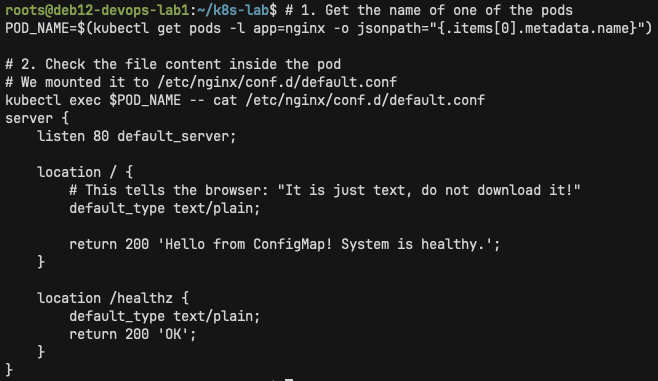 roots@deb12-devops-lab1:~/k8s-lab$ # 1. Get the name of one of the pods
POD_NAME=$(kubectl get pods -l app=nginx -o jsonpath="{.items[0].metadata.name}")

# 2. Check the file content inside the pod
# We mounted it to /etc/nginx/conf.d/default.conf
kubectl exec $POD_NAME -- cat /etc/nginx/conf.d/default.conf
server {
    listen 80 default_server;

    location / {
        # This tells the browser: "It is just text, do not download it!"
        default_type text/plain;

        return 200 'Hello from ConfigMap! System is healthy.';
    }

    location /healthz {
        default_type text/plain;
        return 200 'OK';
    }
}